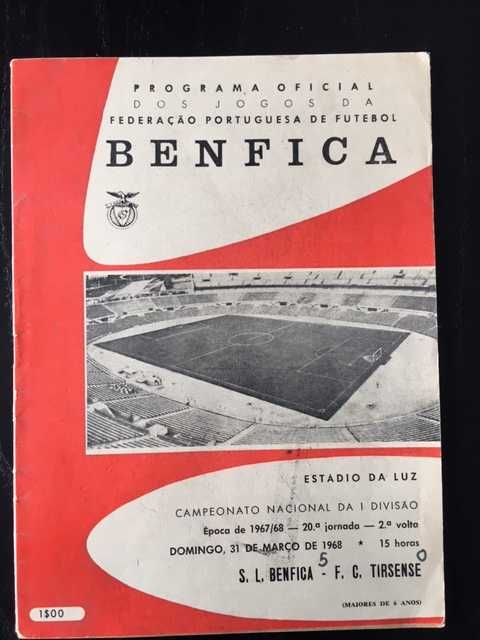 PROGRAMA OFICIAL
DOS JOGOS DA
FEDERAÇÃO PORTUGUESA DE FUTEBOL
BENFICA
ESTÁDIO DA LUZ
CAMPEONATO NACIONAL DA I DIVISÃO
Época de 1967/68 — 20.ª jornada — 2.ª volta
DOMINGO, 31 DE MARÇO DE 1968 * 15 horas
S. L. BENFICA 5 - F. C. TIRSENSE 0
(MAIORES DE 6 ANOS)
1$00